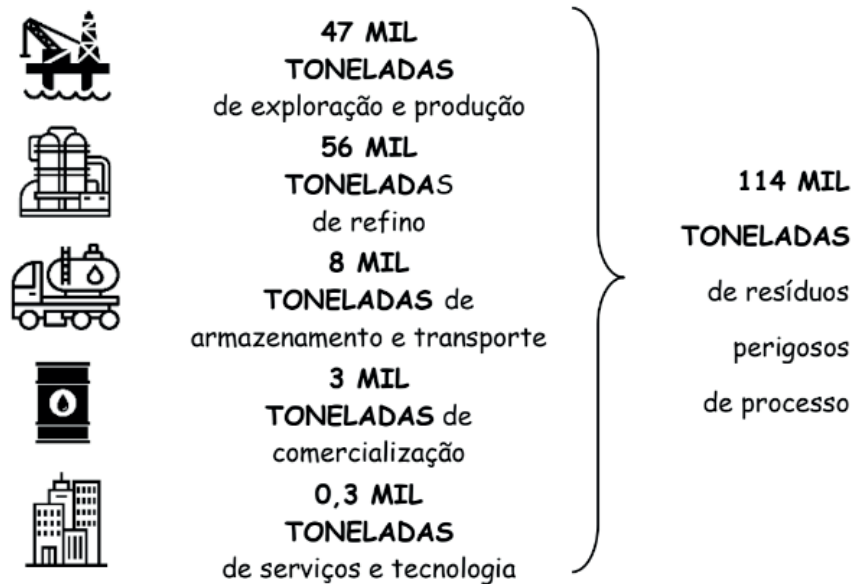 47 MIL
TONELADAS
de exploração e produção
56 MIL
TONELADAS
de refino
8 MIL
TONELADAS de
armazenamento e transporte
3 MIL
TONELADAS de
comercialização
0,3 MIL
TONELADAS
de serviços e tecnologia
114 MIL
TONELADAS
de resíduos
perigosos
de processo